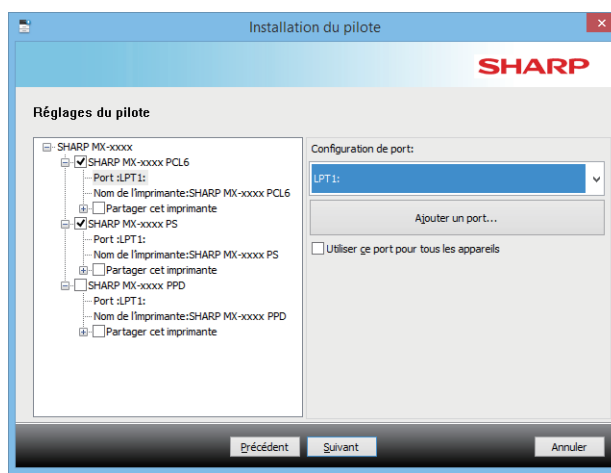 Installation du pilote
SHARP
Réglages du pilote
SHARP MX-xxxx
SHARP MX-xxxx PCL6
Port :LPT1:
Nom de l'imprimante:SHARP MX-xxxx PCL6
Partager cet imprimante
SHARP MX-xxxx PS
Port :LPT1:
Nom de l'imprimante:SHARP MX-xxxx PS
Partager cet imprimante
SHARP MX-xxxx PPD
Port :LPT1:
Nom de l'imprimante:SHARP MX-xxxx PPD
Partager cet imprimante
Configuration de port:
LPT1:
Ajouter un port...
Utiliser ce port pour tous les appareils
Précédent
Suivant
Annuler